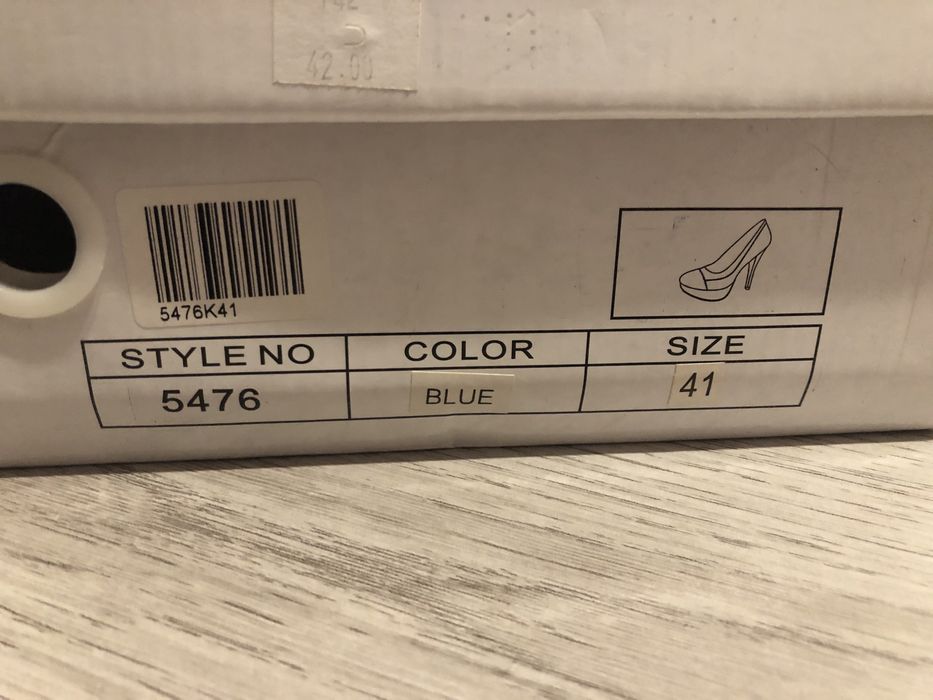 42.00
5476K41
STYLE NO COLOR SIZE
5476 BLUE 41